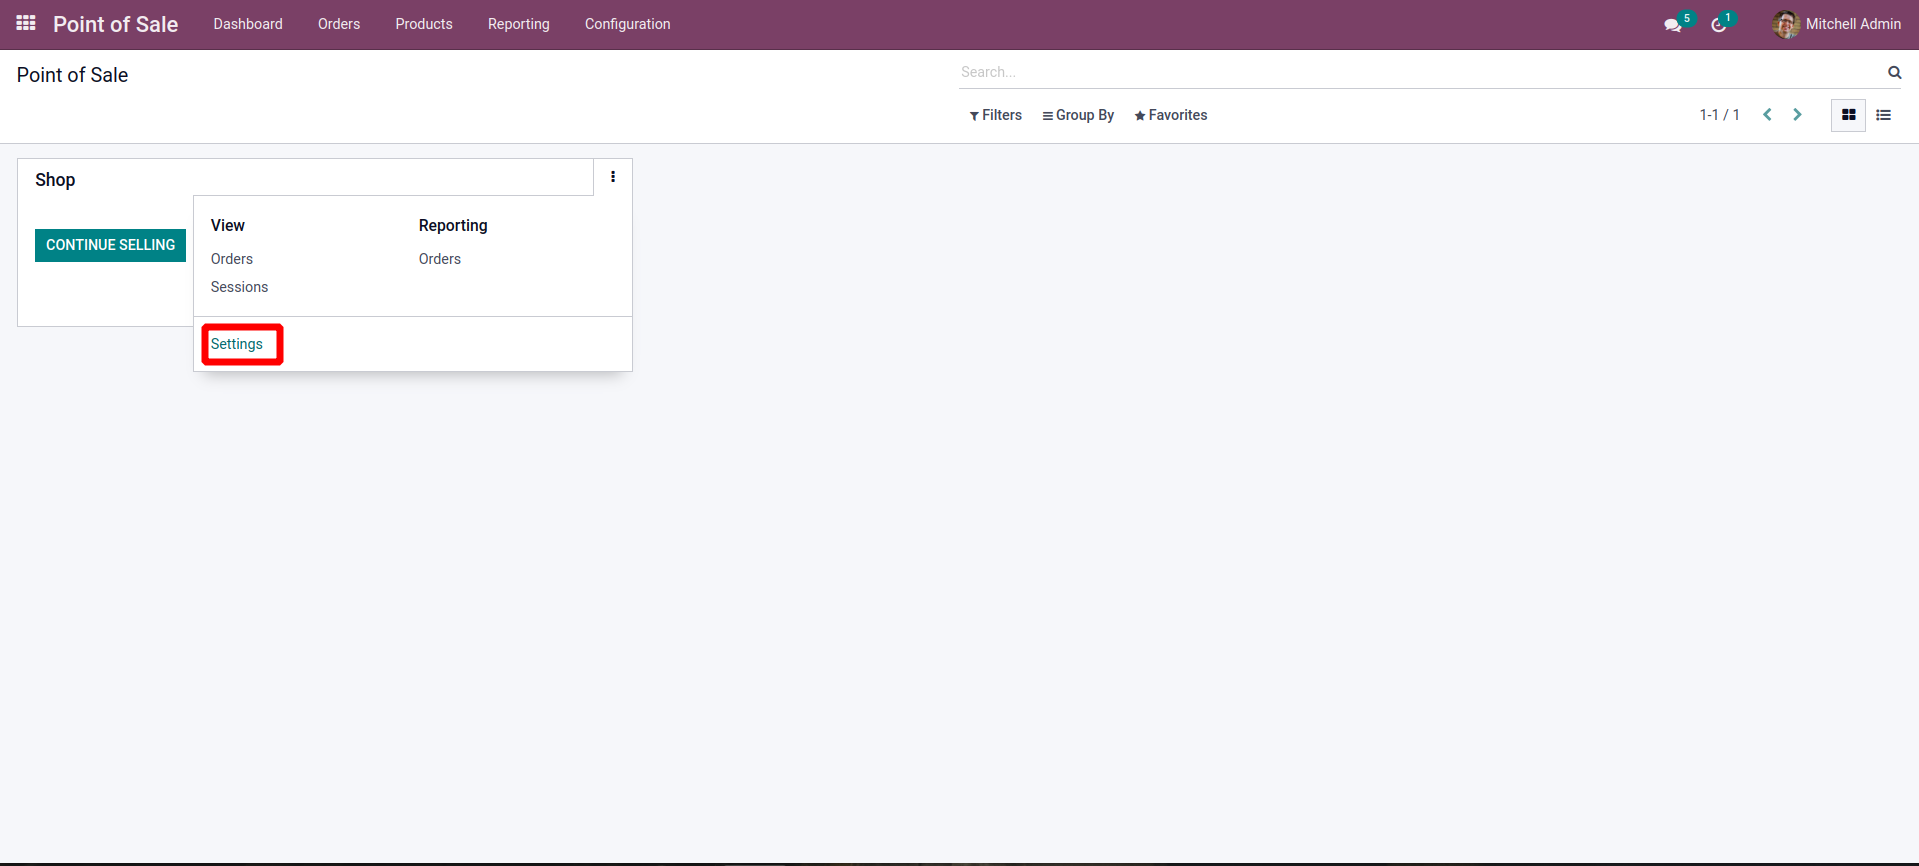 Point of Sale Dashboard Orders Products Reporting Configuration 5 1 Mitchell Admin
Point of Sale
Search...
Filters Group By Favorites 1-1 / 1
Shop
View Reporting
CONTINUE SELLING
Orders Orders
Sessions
Settings